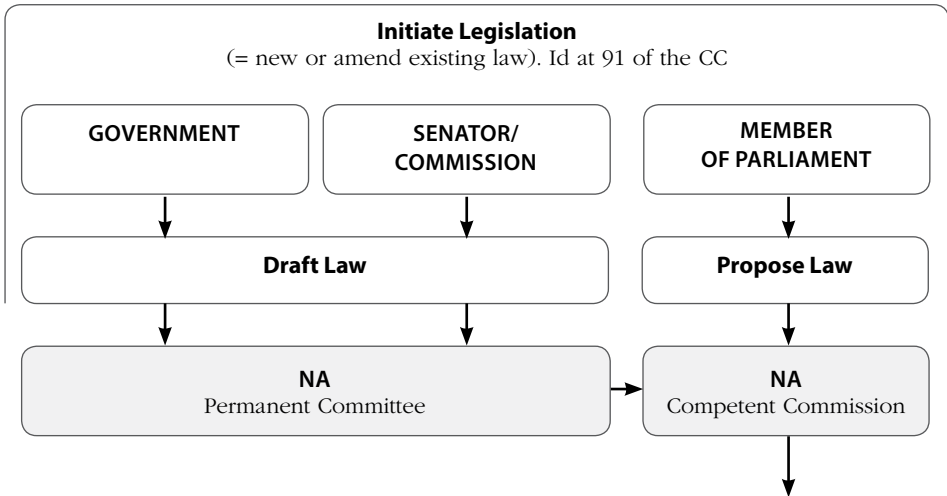 Initiate Legislation
(= new or amend existing law). Id at 91 of the CC
GOVERNMENT
SENATOR/
COMMISSION
MEMBER
OF PARLIAMENT
Draft Law
Propose Law
NA
Permanent Committee
NA
Competent Commission